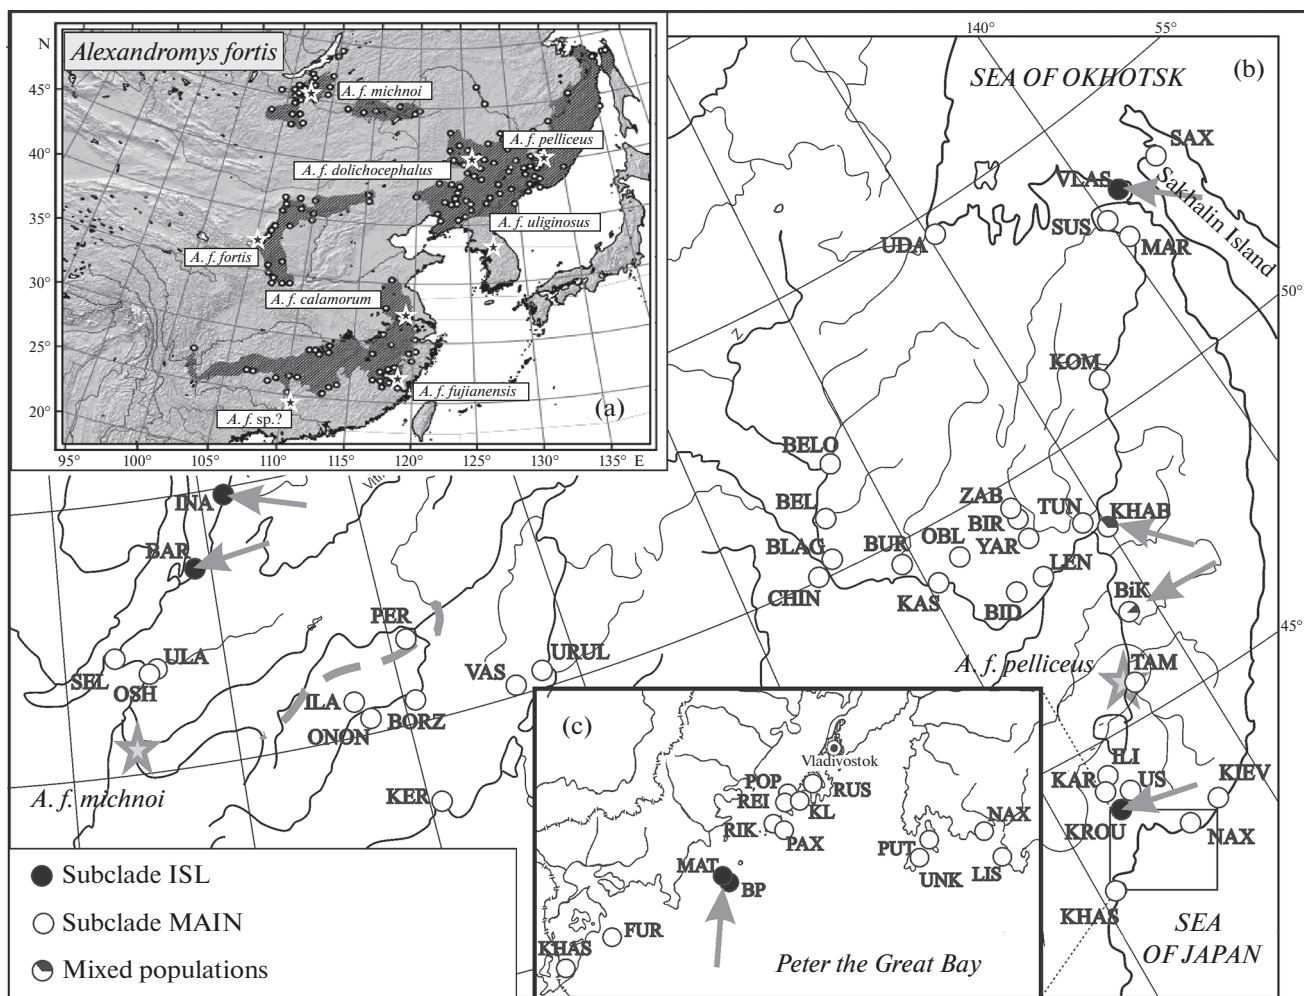 Alexandromys fortis
N
45°
40°
35°
30°
25°
20°
95°
100°
105°
110°
115°
120°
125°
130°
135° E
A. f. michnoi
A. f. pelliceus
A. f. dolichocephalus
A. f. uliginosus
A. f. fortis
A. f. calamorum
A. f. fujianensis
A. f. sp.?
(a)
140°
55°
(b)
SEA OF OKHOTSK
SAX
VLAS
Sakhalin Island
SUS
MAR
UDA
50°
KOM
BELO
BEL
ZAB
TUN
KHAB
BIR
BLAG
BUR
OBL
YAR
LEN
CHIN
KAS
BID
BiK
45°
A. f. pelliceus
TAM
ILI
KAR
US
KIEV
KROU
NAX
KHAS
SEA
OF JAPAN
INA
BAR
PER
ULA
SEL
OSH
VAS
URUL
ILA
BORZ
ONON
KER
A. f. michnoi
(c)
Vladivostok
POP
RUS
REI
KL
NAX
RIK
PAX
PUT
MAT
UNK
LIS
BP
FUR
KHAS
Peter the Great Bay
Subclade ISL
Subclade MAIN
Mixed populations